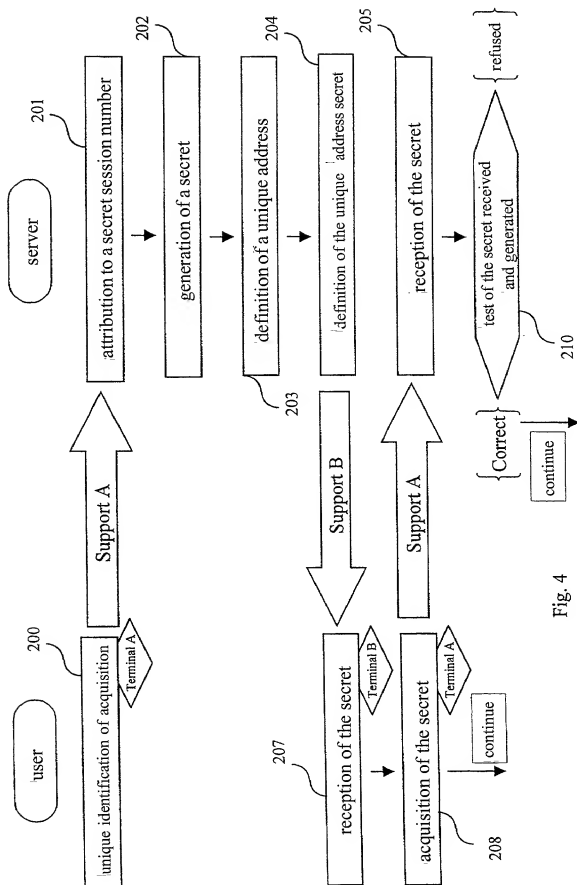 user
server
200
unique identification of acquisition
Terminal A
Support A
201
attribution to a secret session number
202
generation of a secret
203
definition of a unique address
204
definition of the unique address secret
Support B
207
reception of the secret
Terminal B
208
acquisition of the secret
Terminal A
continue
Support A
205
reception of the secret
210
test of the secret received
and generated
Correct
continue
refused
Fig. 4